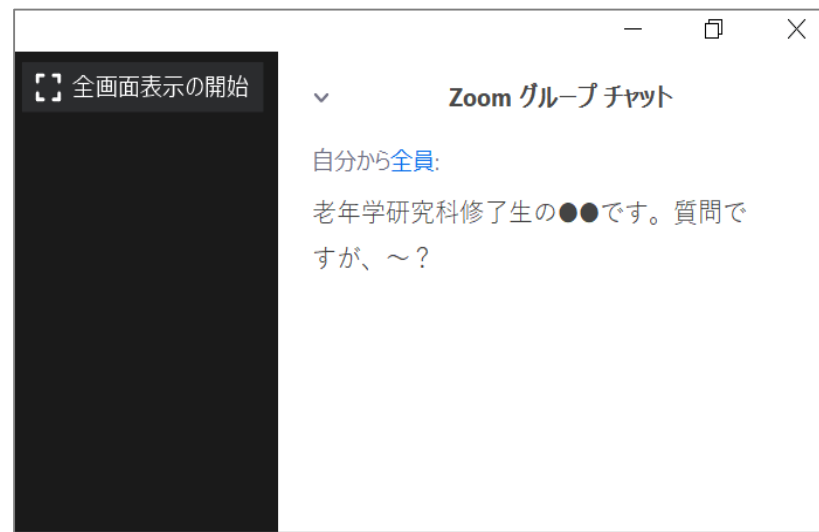 全画面表示の開始
Zoom グループ チャット
自分から全員:
老年学研究科修了生の●●です。質問で
すが、～？